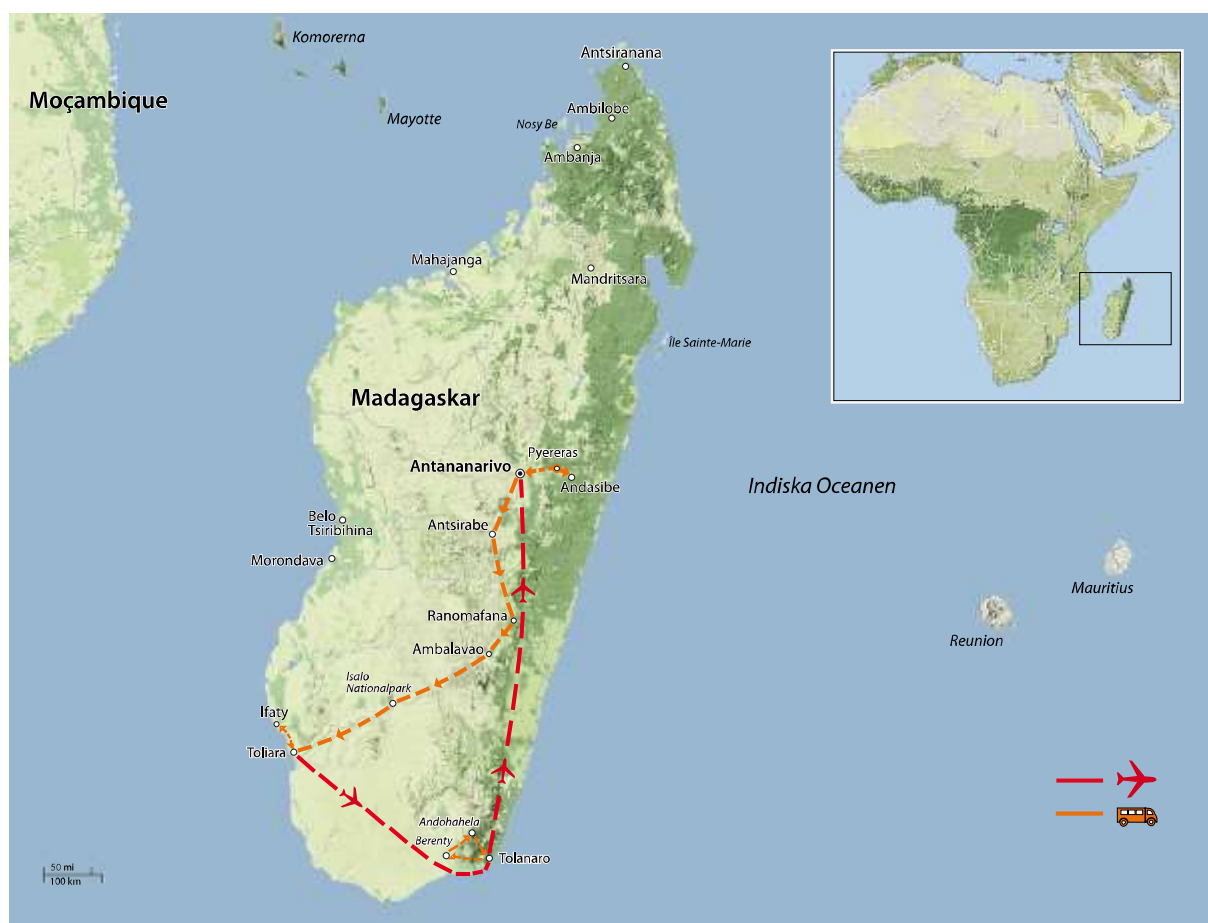 Komorerna
Antsiranana
Moçambique
Ambilobe
Mayotte
Nosy Be
Ambanja
Mahajanga
Mandritsara
Île Sainte-Marie
Madagaskar
Pyereras
Antananarivo
Andasibe
Indiska Oceanen
Belo
Tsiribihina
Antsirabe
Morondava
Mauritius
Ranomafana
Reunion
Ambalavao
Isalo
Nationalpark
Ifaty
Toliara
Andohahela
Berenty
Tolanaro
50 mi
100 km